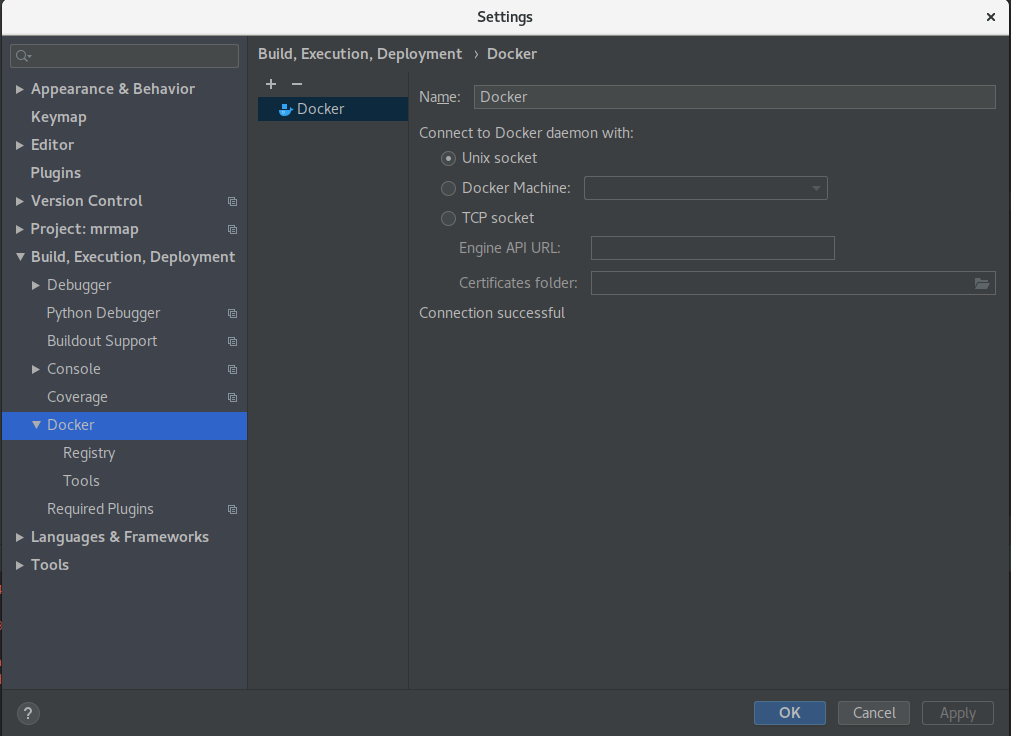 Settings
Build, Execution, Deployment › Docker
Appearance & Behavior
Keymap
Editor
Plugins
Version Control
Project: mrmap
Build, Execution, Deployment
Debugger
Python Debugger
Buildout Support
Console
Coverage
Docker
Registry
Tools
Required Plugins
Languages & Frameworks
Tools
Docker
Name: Docker
Connect to Docker daemon with:
Unix socket
Docker Machine:
TCP socket
Engine API URL:
Certificates folder:
Connection successful
? OK Cancel Apply